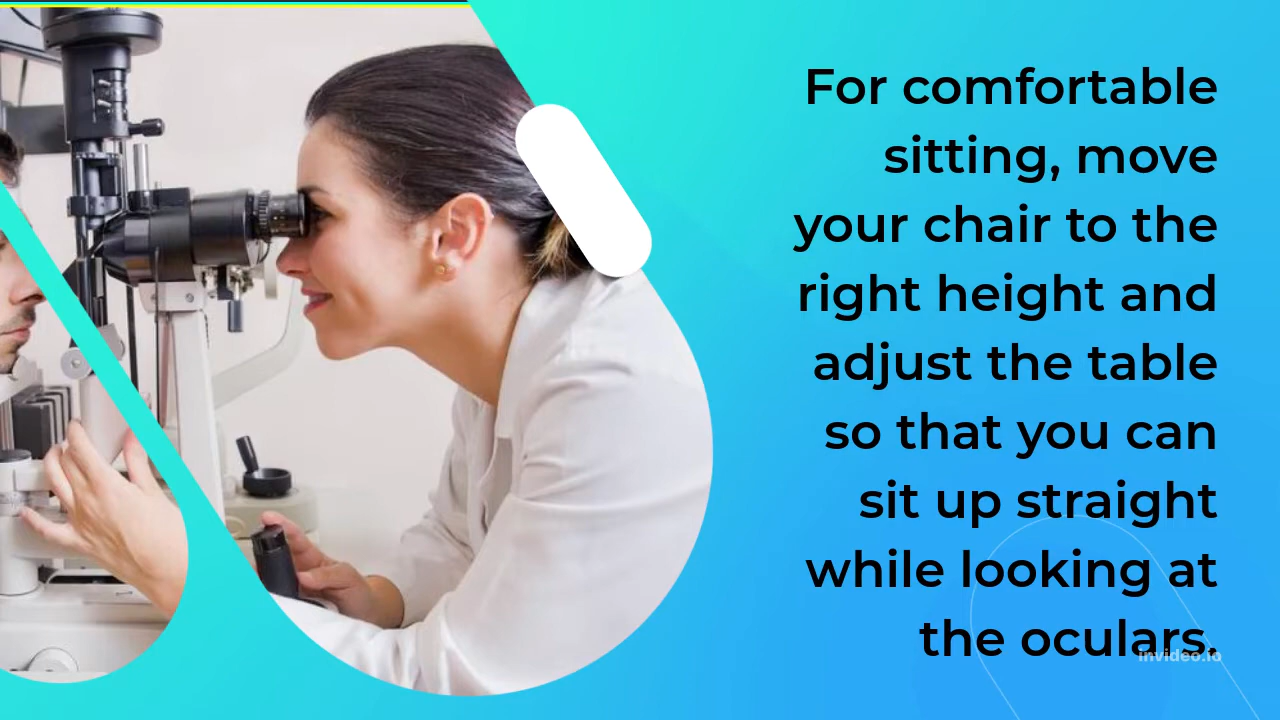 For comfortable
sitting, move
your chair to the
right height and
adjust the table
so that you can
sit up straight
while looking at
the oculars.
invideo.io